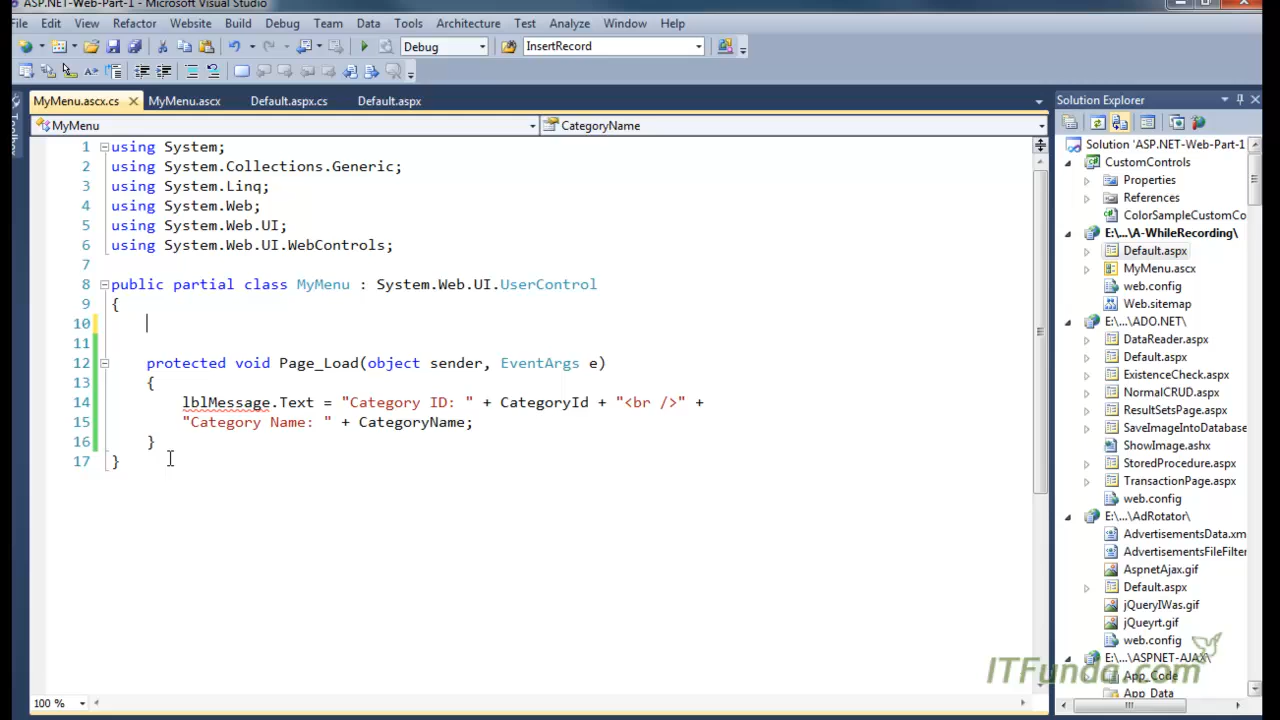 ASP.NET-Web-Part-1 - Microsoft Visual Studio
File Edit View Refactor Website Build Debug Team Data Tools Architecture Test Analyze Window Help
Debug InsertRecord
MyMenu.ascx.cs MyMenu.ascx Default.aspx.cs Default.aspx
MyMenu CategoryName
Toolbox
1 using System;
2 using System.Collections.Generic;
3 using System.Linq;
4 using System.Web;
5 using System.Web.UI;
6 using System.Web.UI.WebControls;
7
8 public partial class MyMenu : System.Web.UI.UserControl
9 {
10
11
12 protected void Page_Load(object sender, EventArgs e)
13 {
14 lblMessage.Text = "Category ID: " + CategoryId + "<br />" +
15 "Category Name: " + CategoryName;
16 }
17 }
100 %
Solution Explorer
Solution 'ASP.NET-Web-Part-1
CustomControls
Properties
References
ColorSampleCustomCo
E:\...\A-WhileRecording\
Default.aspx
MyMenu.ascx
web.config
Web.sitemap
E:\...\ADO.NET\
DataReader.aspx
Default.aspx
ExistenceCheck.aspx
NormalCRUD.aspx
ResultSetsPage.aspx
SaveImageIntoDatabase
ShowImage.ashx
StoredProcedure.aspx
TransactionPage.aspx
web.config
E:\...\AdRotator\
AdvertisementsData.xm
AdvertisementsFileFilter
AspnetAjax.gif
Default.aspx
jQueryIWas.gif
jQueyrt.gif
web.config
E:\...\ASPNET-AJAX\
App_Code
App_Data
ITFunda.com